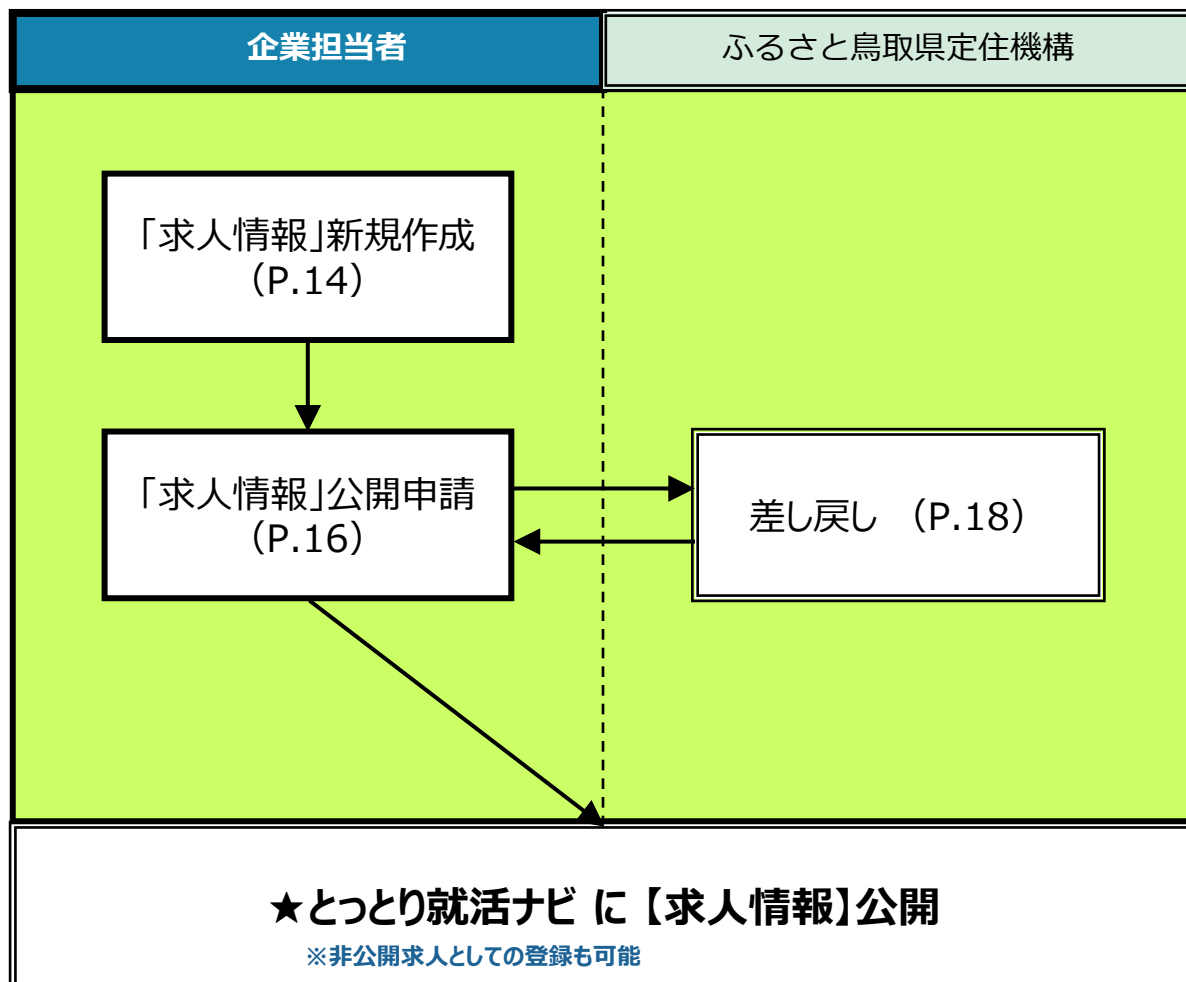 企業担当者
ふるさと鳥取県定住機構
「求人情報」新規作成
（P.14）
「求人情報」公開申請
（P.16）
差し戻し （P.18）
★とっとり就活ナビ に 【求人情報】公開
※非公開求人としての登録も可能